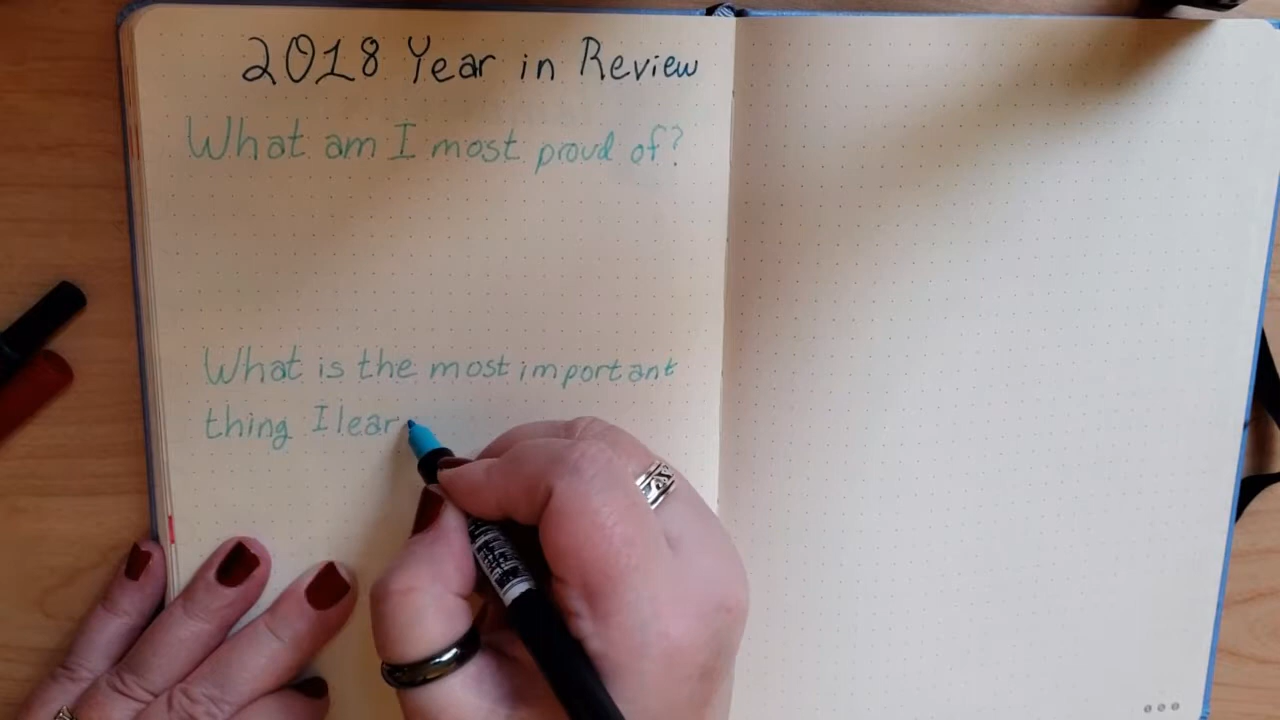 2018 Year in Review
What am I most proud of?
What is the most important
thing I lear